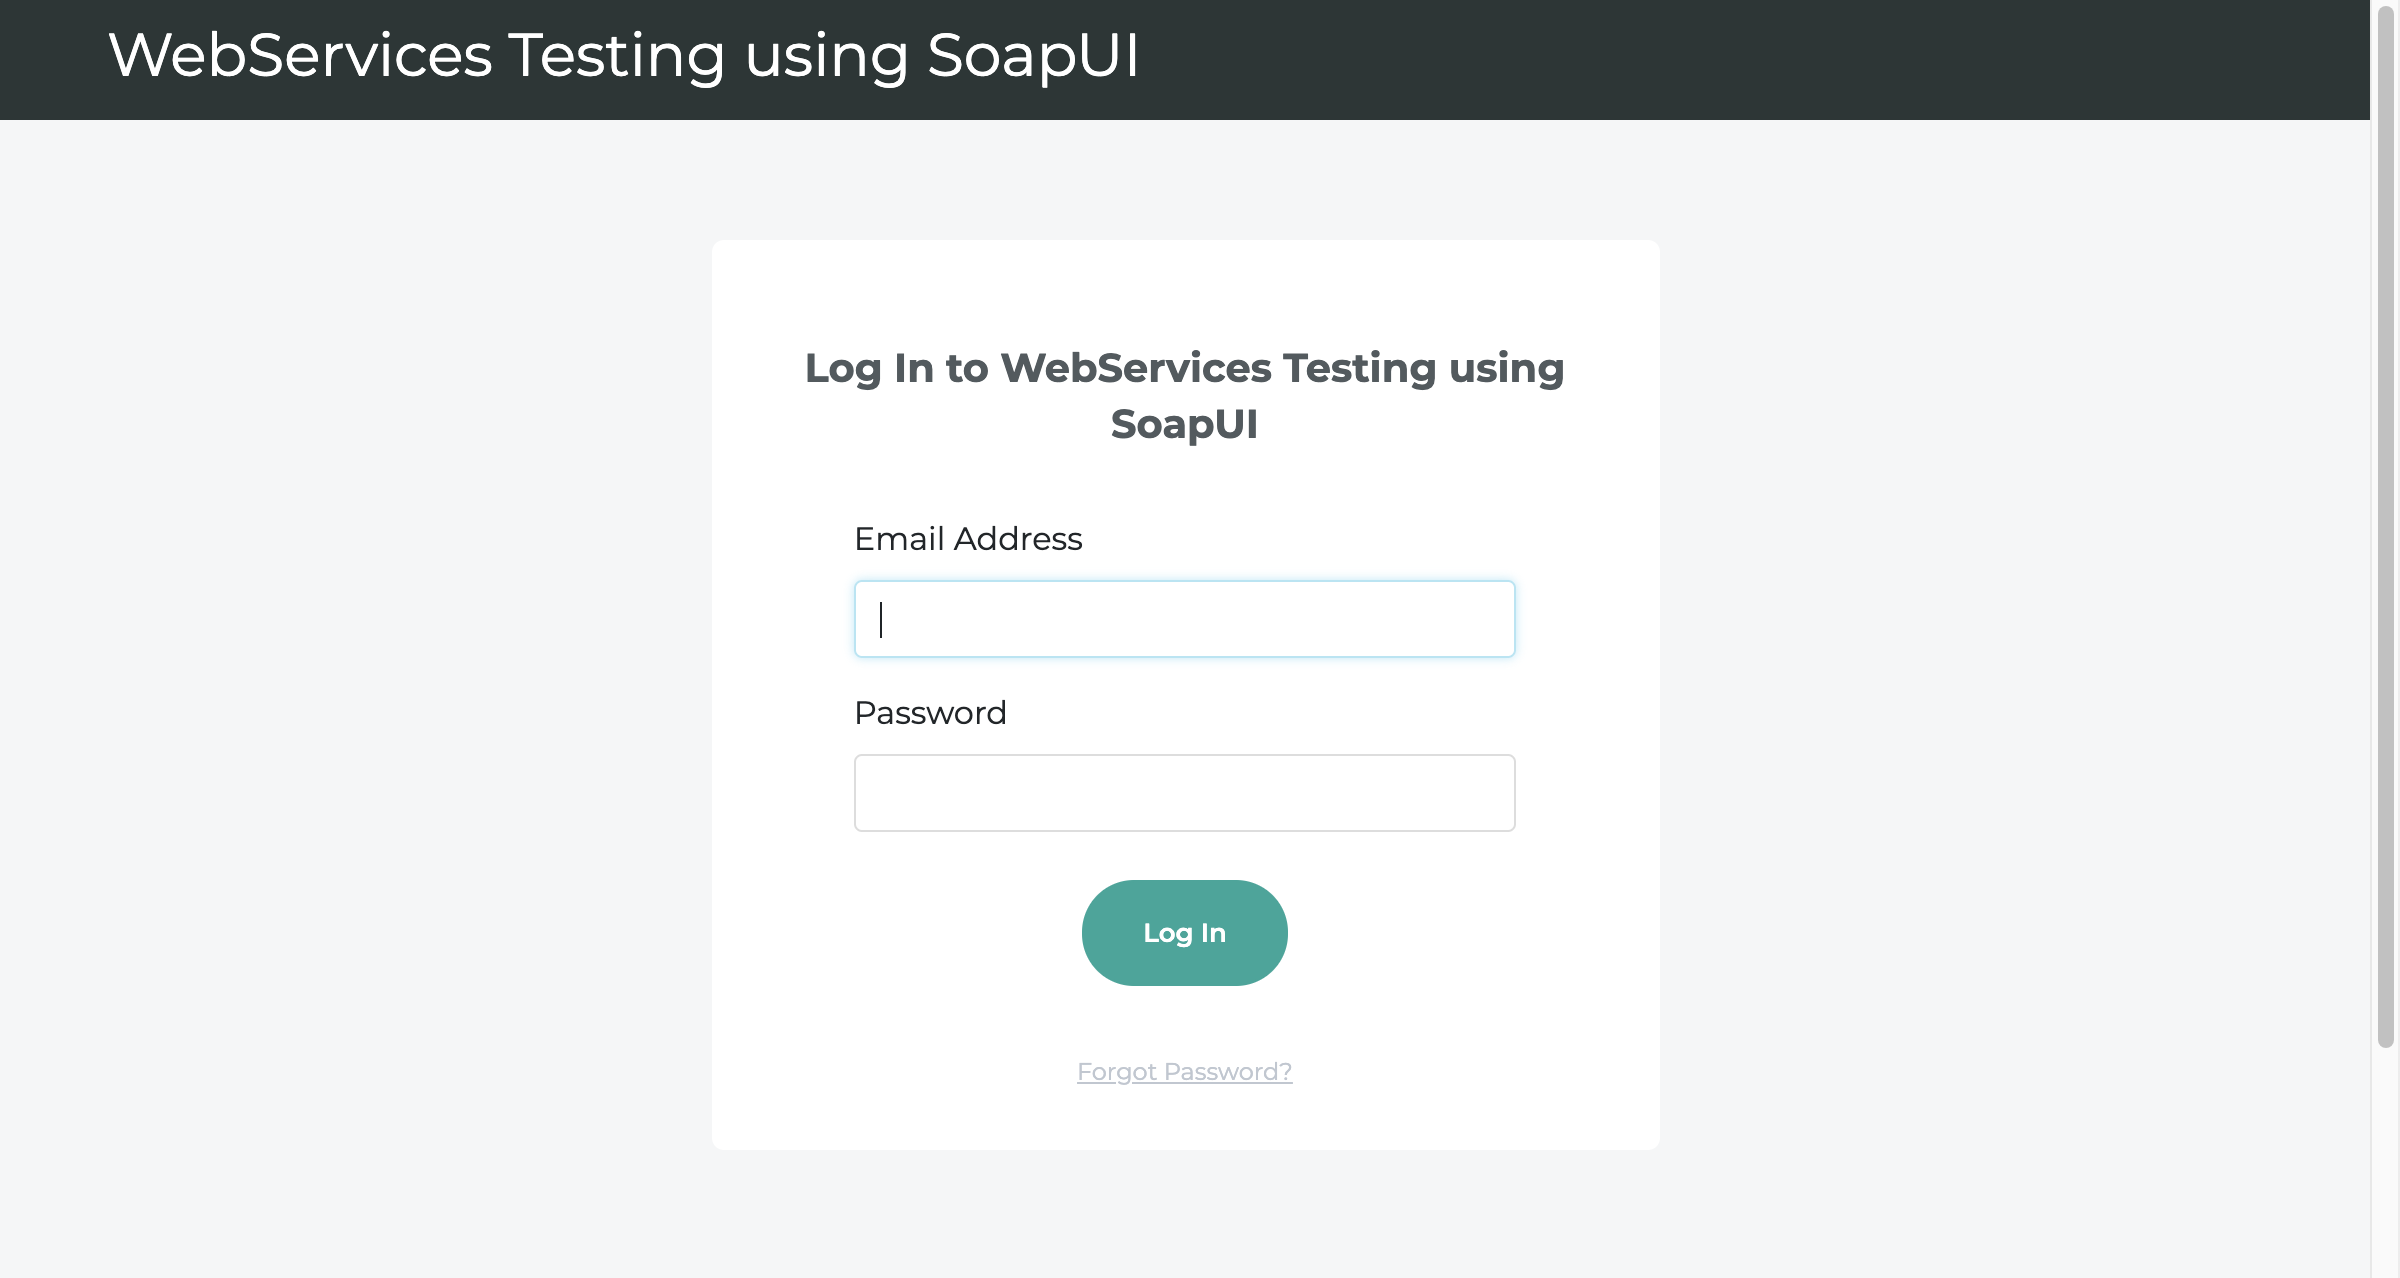 WebServices Testing using SoapUI
Log In to WebServices Testing using
SoapUI
Email Address
Password
Log In
Forgot Password?